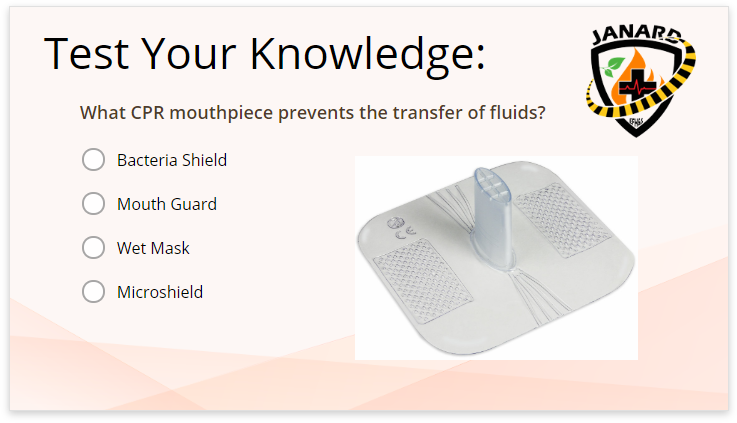 Test Your Knowledge:
JANARD
What CPR mouthpiece prevents the transfer of fluids?
Bacteria Shield
Mouth Guard
Wet Mask
Microshield
CE